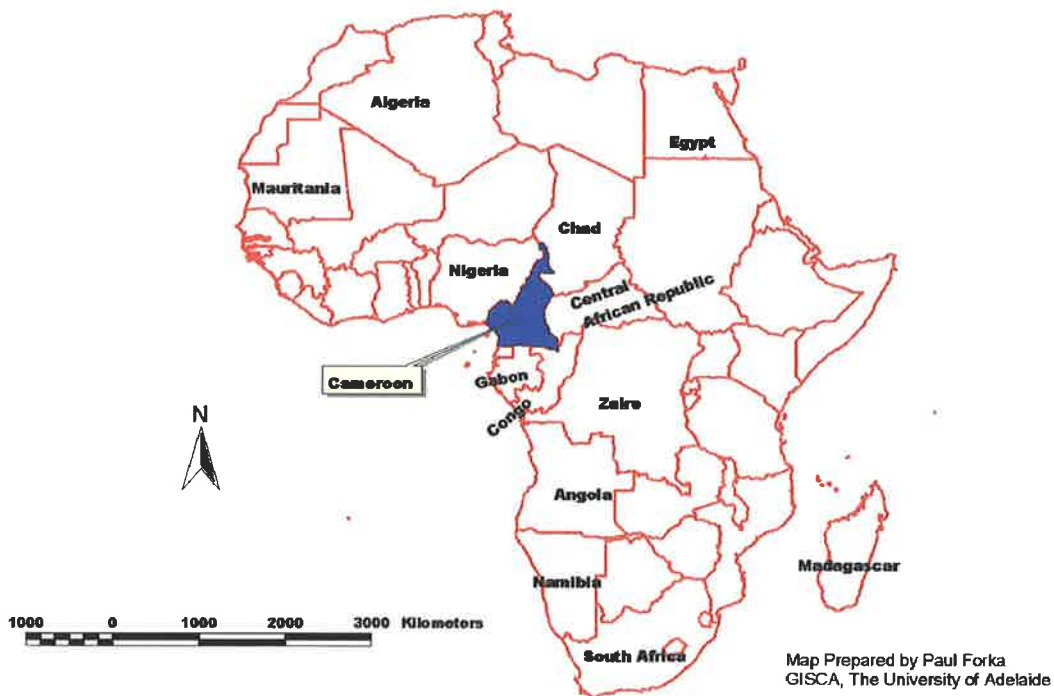 Algeria
Egypt
Mauritania
Chad
Nigeria
Central
African Republic
Cameroon
Gabon
Congo
Zaire
N
Angola
Madagascar
Namibia
1000 0 1000 2000 3000 Kilometers
South Africa
Map Prepared by Paul Forka
GISCA, The University of Adelaide